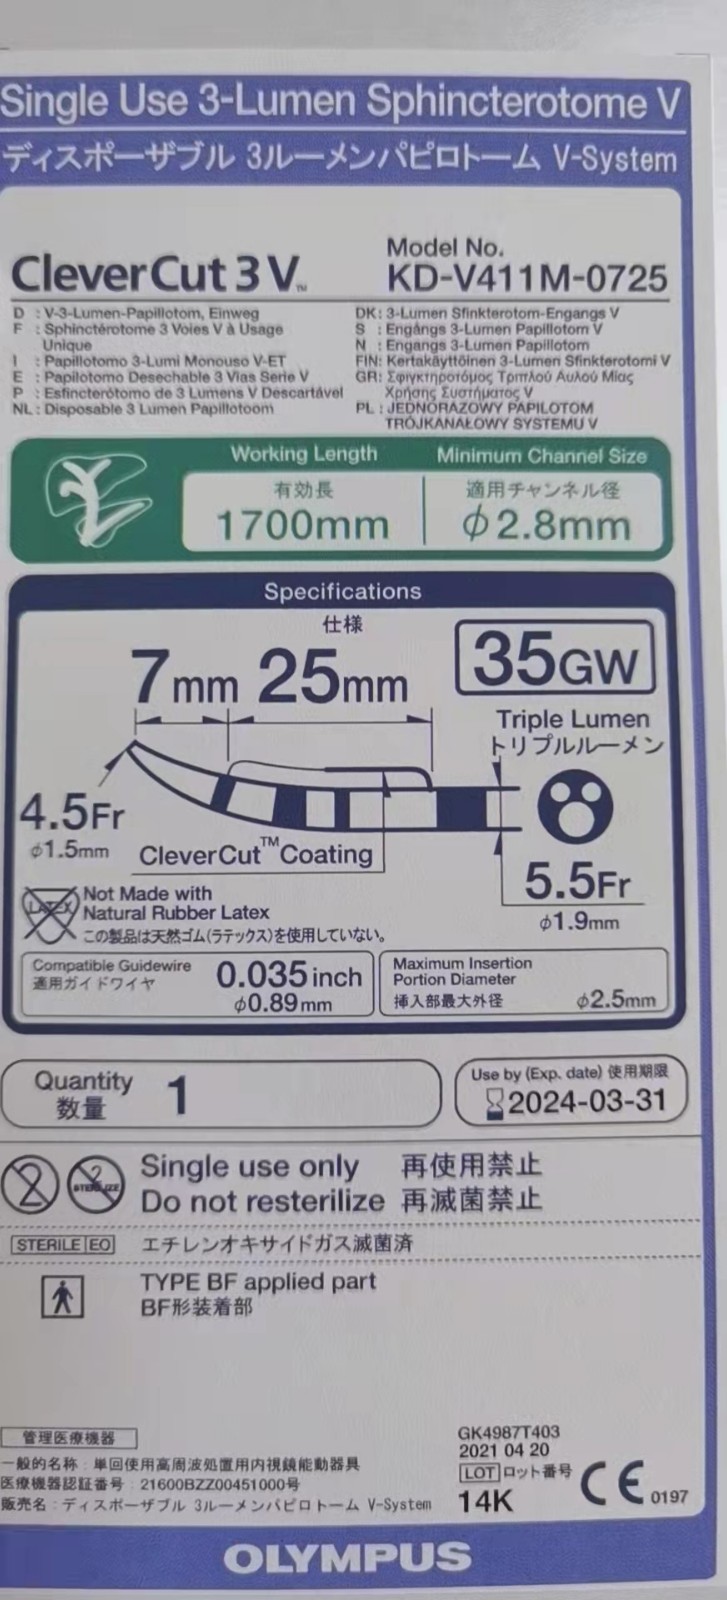 Single Use 3-Lumen Sphincterotome V
ディスポーザブル 3ルーメンパピロトーム V-System
CleverCut 3V™
Model No.
KD-V411M-0725
D : V-3-Lumen-Papillotom, Einweg
F : Sphinctérotome 3 Voies V à Usage
Unique
I : Papillotomo 3-Lumi Monouso V-ET
E : Papilotomo Desechable 3 Vias Serie V
P : Esfincterótomo de 3 Lumens V Descartável
NL : Disposable 3 Lumen Papillotoom
DK: 3-Lumen Sfinkterotom-Engangs V
S : Engångs 3-Lumen Papillotom V
N : Engangs 3-Lumen Papillotom
FIN: Kertakäyttöinen 3-Lumen Sfinkterotomi V
GR: Σφιγκτηροτόμος Τριπλού Αυλού Μιας
Χρήσης Συστήματος V
PL : JEDNORAZOWY PAPILOTOM
TRÓJKANAŁOWY SYSTEMU V
Working Length
有効長
1700mm
Minimum Channel Size
適用チャンネル径
φ2.8mm
Specifications
仕様
7mm 25mm
35GW
Triple Lumen
トリプルルーメン
4.5Fr
φ1.5mm
CleverCut™Coating
5.5Fr
φ1.9mm
LATEX
Not Made with
Natural Rubber Latex
この製品は天然ゴム(ラテックス)を使用していない。
Compatible Guidewire
適用ガイドワイヤ
0.035inch
φ0.89mm
Maximum Insertion
Portion Diameter
挿入部最大外径
φ2.5mm
Quantity
数量
1
Use by (Exp. date) 使用期限
2024-03-31
2
2
STERILIZE
Single use only 再使用禁止
Do not resterilize 再滅菌禁止
STERILE EO エチレンオキサイドガス滅菌済
TYPE BF applied part
BF形装着部
管理医療機器
一般的名称：単回使用高周波処置用内視鏡能動器具
医療機器認証番号：21600BZZ00451000号
販売名：ディスポーザブル 3ルーメンパピロトーム V-System
GK4987T403
2021 04 20
LOT ロット番号
14K
CE 0197
OLYMPUS